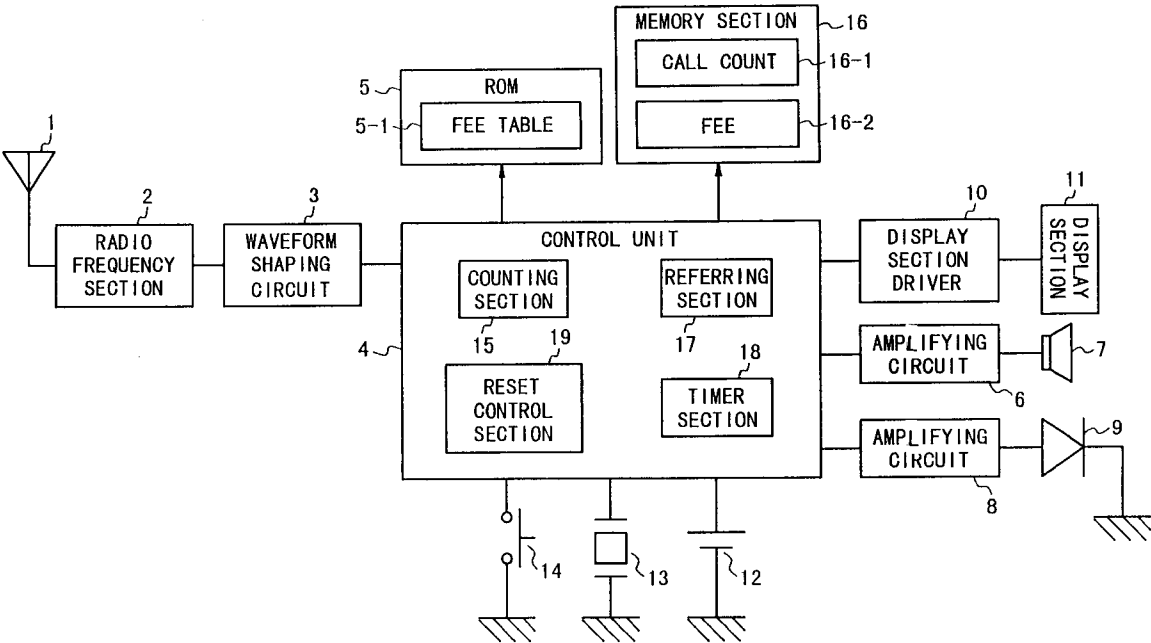 MEMORY SECTION
16
CALL COUNT
16-1
FEE
16-2
5
ROM
5-1
FEE TABLE
1
2
RADIO
FREQUENCY
SECTION
3
WAVEFORM
SHAPING
CIRCUIT
4
CONTROL UNIT
COUNTING
SECTION
15
REFERRING
SECTION
17
19
RESET
CONTROL
SECTION
18
TIMER
SECTION
10
DISPLAY
SECTION
DRIVER
11
DISPLAY
SECTION
AMPLIFYING
CIRCUIT
6
7
AMPLIFYING
CIRCUIT
8
9
14
13
12